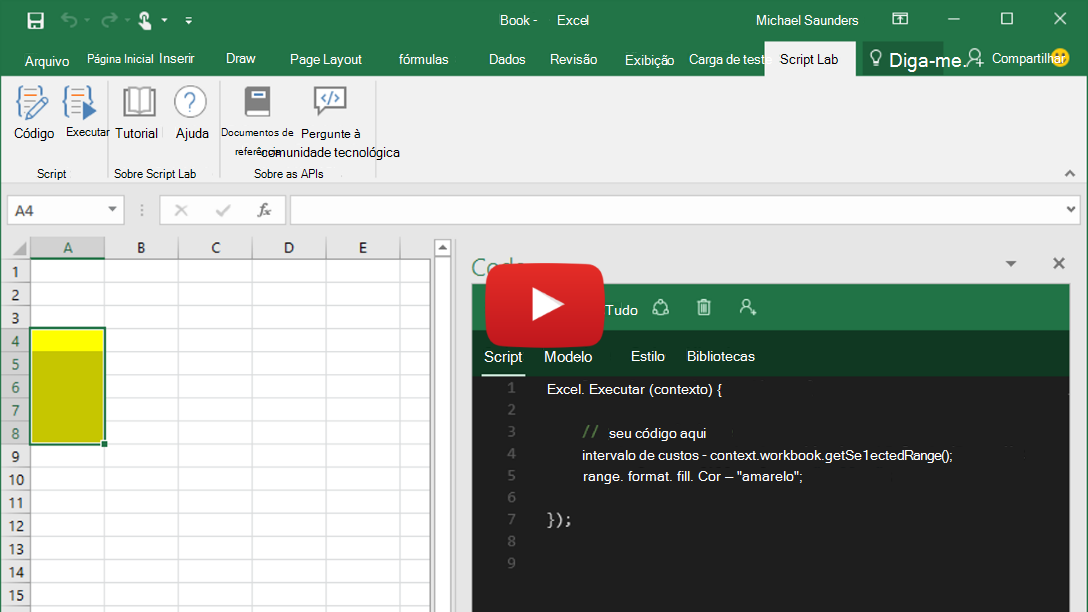 Book - Excel Michael Saunders
Arquivo Página Inicial Inserir Draw Page Layout fórmulas Dados Revisão Exibição Carga de test Script Lab Diga-me. Compartilhar
Código Executar Tutorial Ajuda Documentos de referência Pergunte à comunidade tecnológica
Script Sobre Script Lab Sobre as APIs
A4 fx
A B C D E
1
2
3
4
5
6
7
8
9
10
11
12
13
14
15
Tudo
Script Modelo Estilo Bibliotecas
1 Excel. Executar (contexto) {
2
3 // seu código aqui
4 intervalo de custos - context.workbook.getSe1ectedRange();
5 range. format. fill. Cor – "amarelo";
6
7 });
8
9